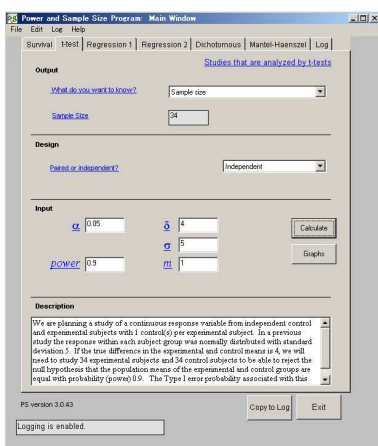 PS Power and Sample Size Program: Main Window
File Edit Log Help
Survival t-test Regression 1 Regression 2 Dichotomous Mantel-Haenszel Log
Studies that are analyzed by t-tests
Output
What do you want to know? Sample size
Sample Size 34
Design
Paired or independent? Independent
Input
α 0.05 δ 4
Calculate
σ 5
Graphs
power 0.9 m 1
Description
We are planning a study of a continuous response variable from independent control
and experimental subjects with 1 control(s) per experimental subject. In a previous
study the response within each subject group was normally distributed with standard
deviation 5. If the true difference in the experimental and control means is 4, we will
need to study 34 experimental subjects and 34 control subjects to be able to reject the
null hypothesis that the population means of the experimental and control groups are
equal with probability (power) 0.9. The Type I error probability associated with this
PS version 3.0.43
Copy to Log Exit
Logging is enabled.